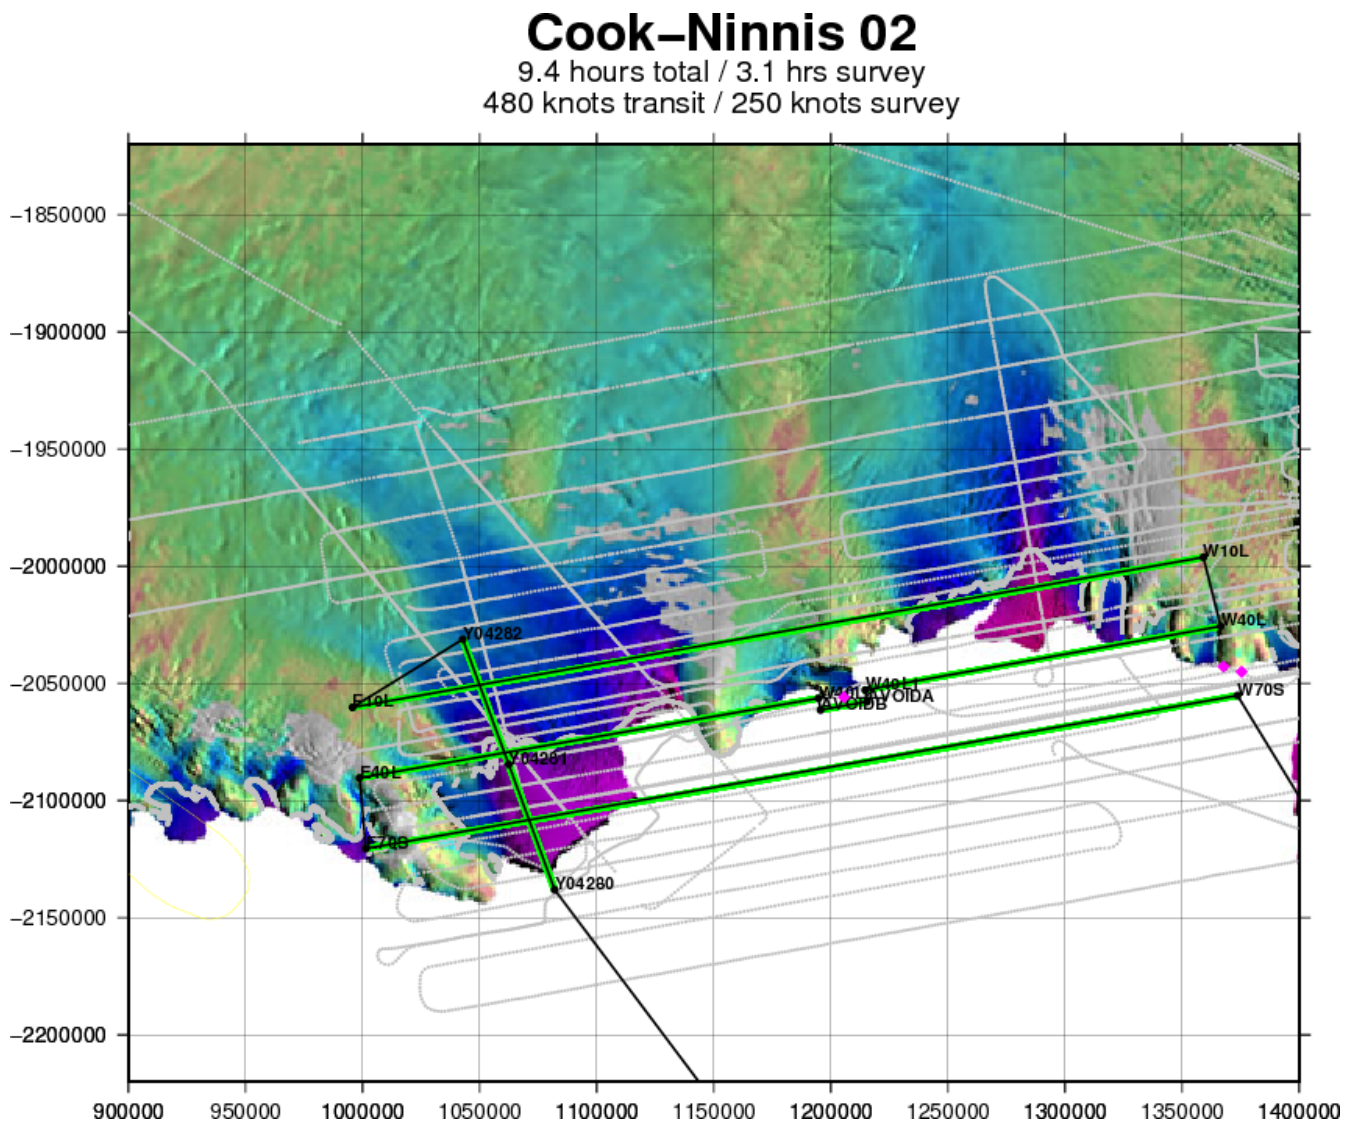 Cook–Ninnis 02
9.4 hours total / 3.1 hrs survey
480 knots transit / 250 knots survey
−1850000
−1900000
−1950000
−2000000
W10L
W40L
Y04282
−2050000
W40L1
AVOIDA
W70S
E10L
AVOIDB
Y04281
E40L
−2100000
E70S
Y04280
−2150000
−2200000
900000 950000 1000000 1050000 1100000 1150000 1200000 1250000 1300000 1350000 1400000